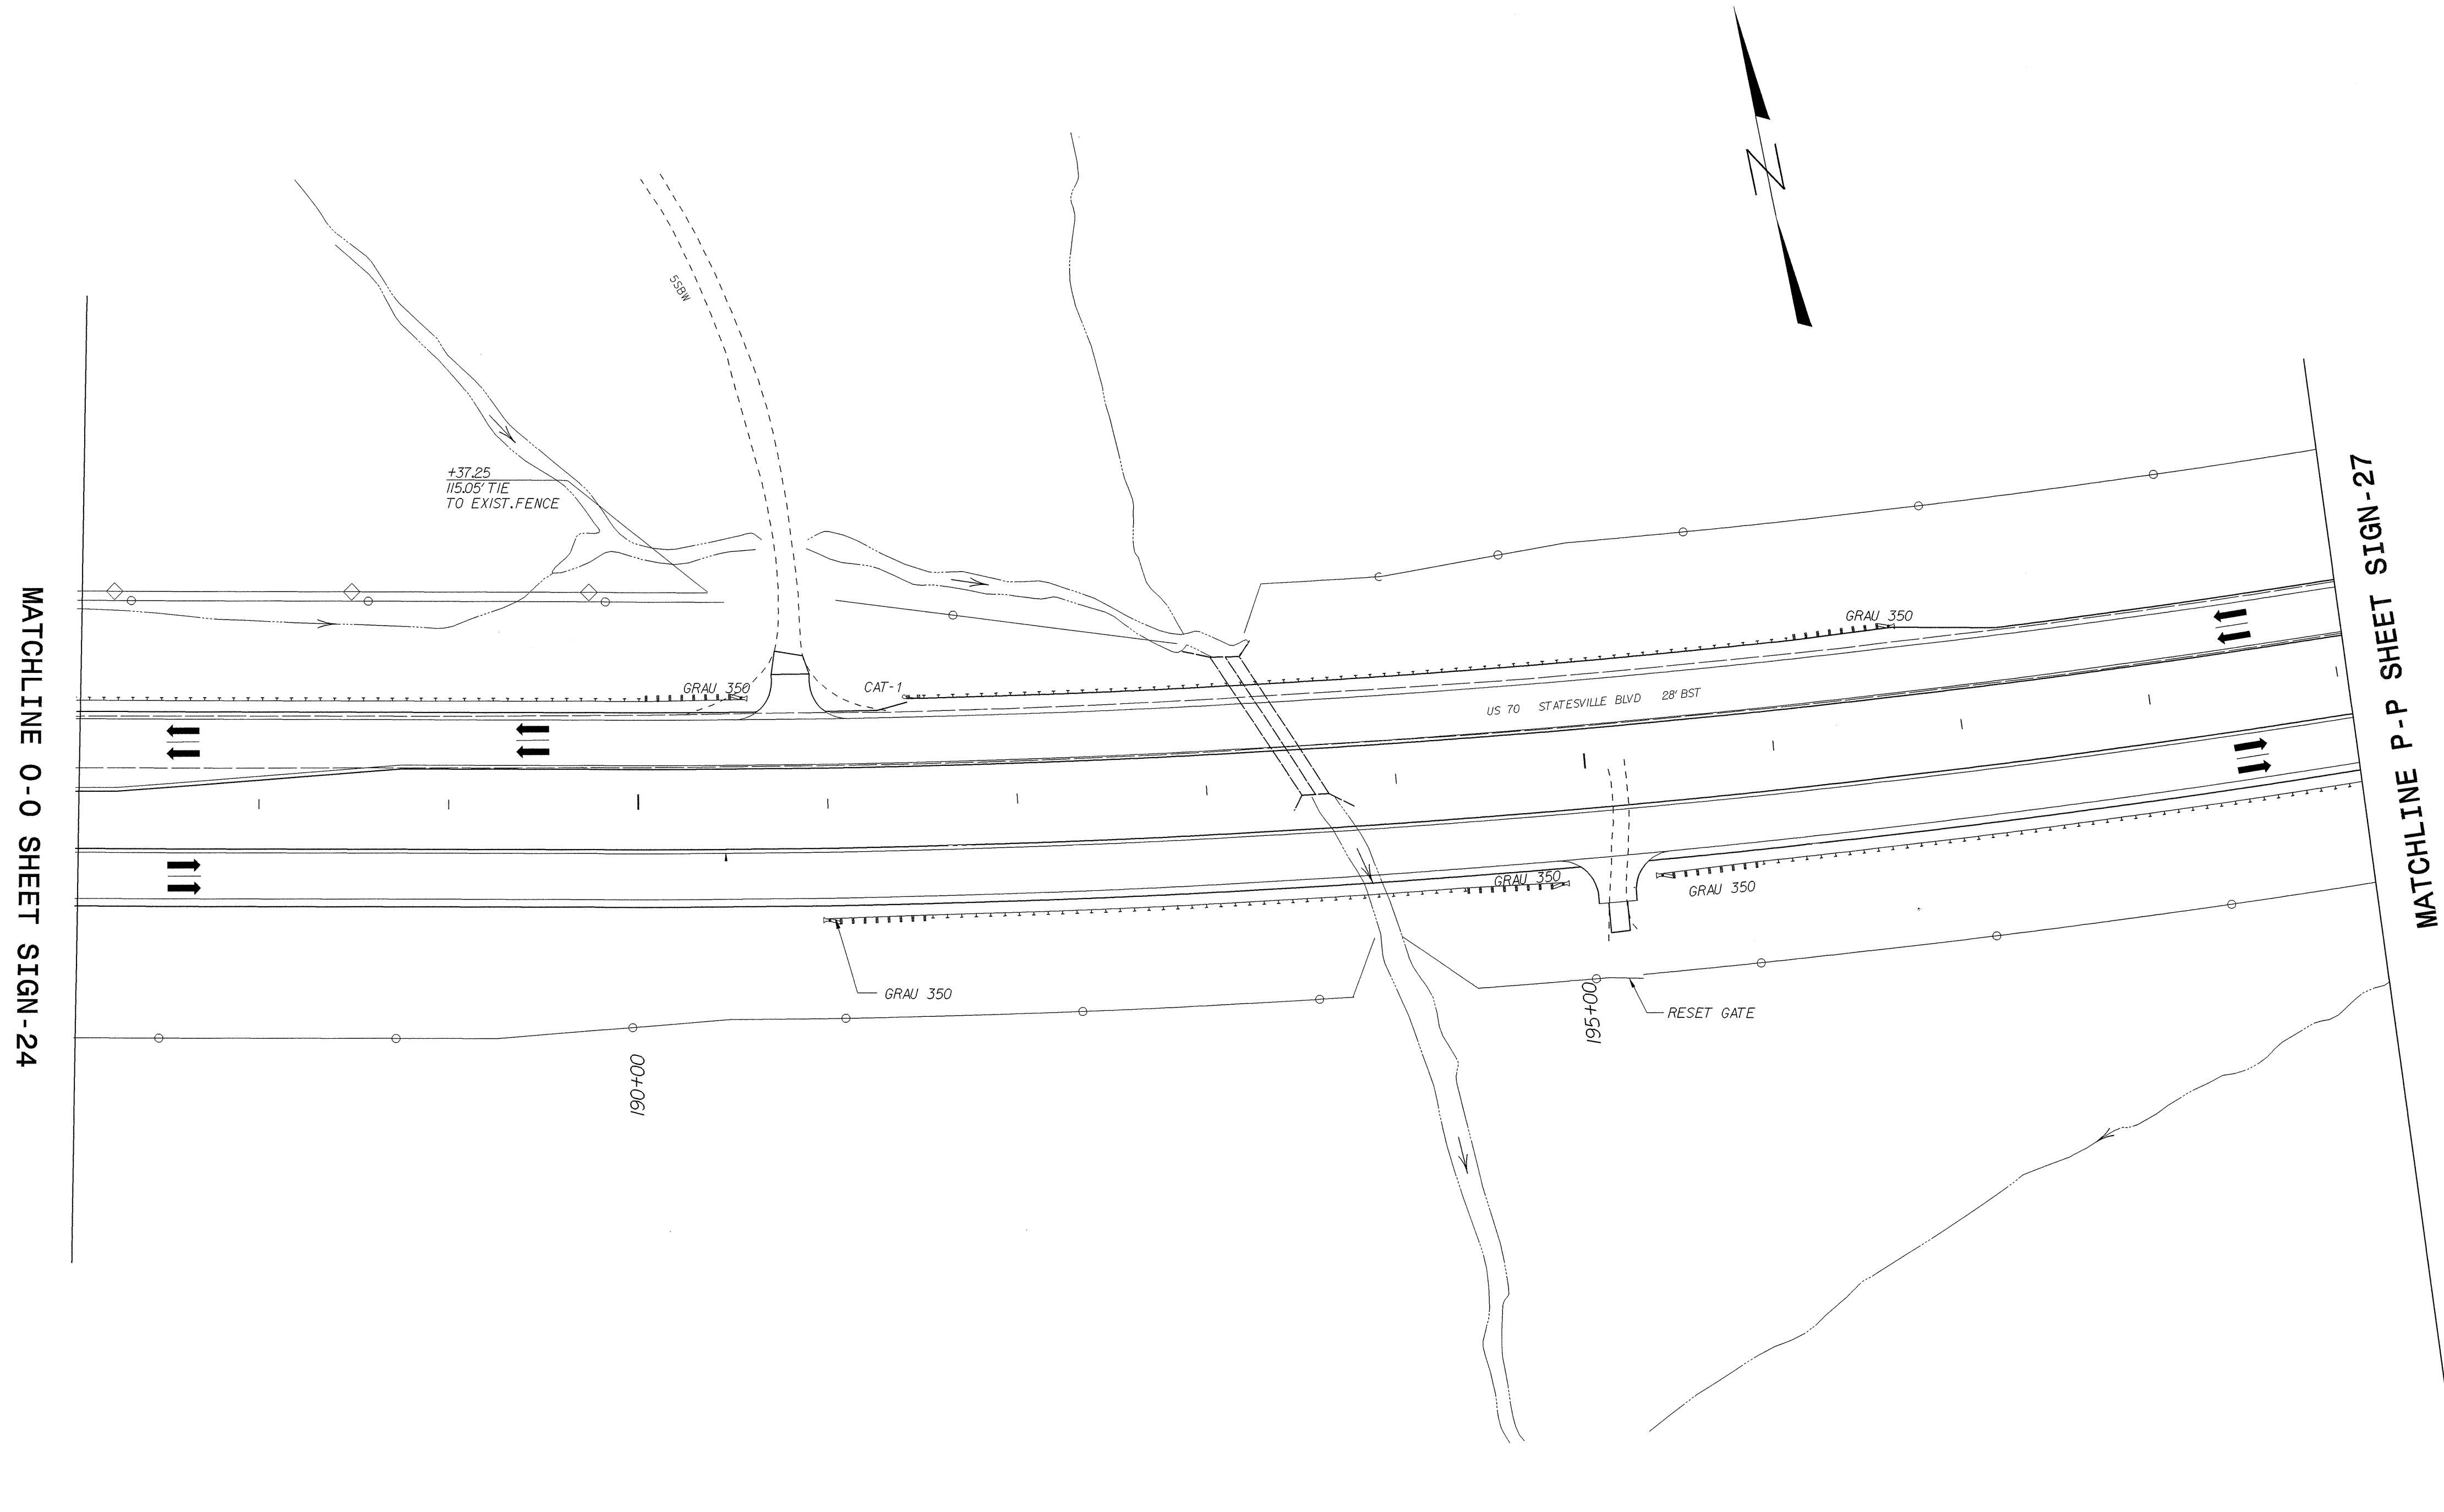 N
5SBW
+37.25
115.05' TIE
TO EXIST. FENCE
MATCHLINE O-O SHEET SIGN-24
MATCHLINE P-P SHEET SIGN-27
GRAU 350
GRAU 350
CAT-1
US 70 STATESVILLE BLVD 28' BST
GRAU 350
GRAU 350
GRAU 350
195+00
RESET GATE
190+00